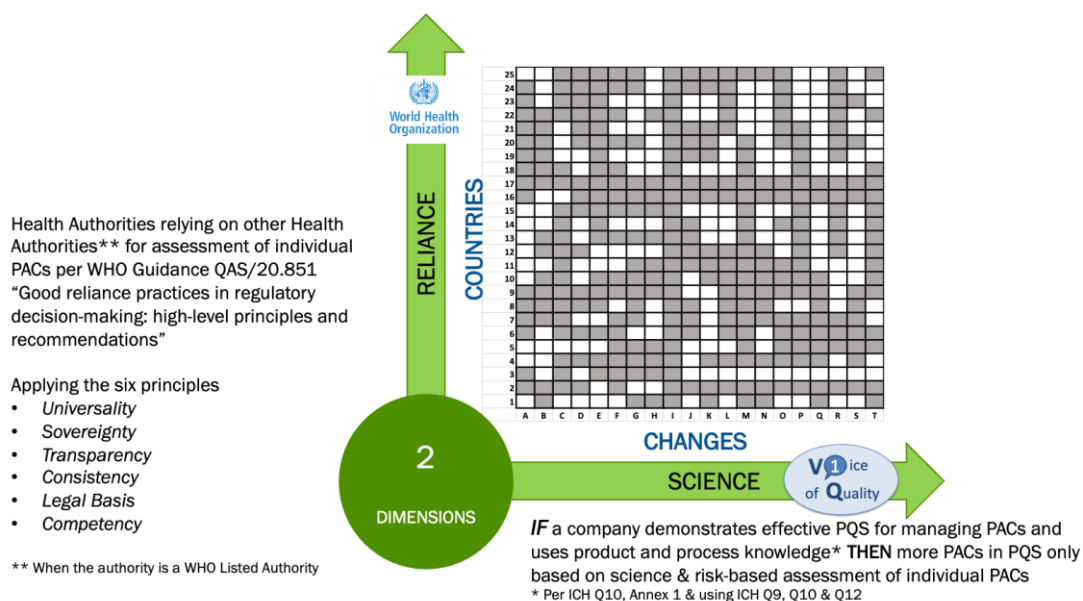 World Health
Organization
RELIANCE
COUNTRIES
25
24
23
22
21
20
19
18
17
16
15
14
13
12
11
10
9
8
7
6
5
4
3
2
1
A B C D E F G H I J K L M N O P Q R S T
CHANGES
Health Authorities relying on other Health
Authorities** for assessment of individual
PACs per WHO Guidance QAS/20.851
“Good reliance practices in regulatory
decision-making: high-level principles and
recommendations”
Applying the six principles
• Universality
• Sovereignty
• Transparency
• Consistency
• Legal Basis
• Competency
** When the authority is a WHO Listed Authority
2
DIMENSIONS
SCIENCE
V1ice
of Quality
IF a company demonstrates effective PQS for managing PACs and
uses product and process knowledge* THEN more PACs in PQS only
based on science & risk-based assessment of individual PACs
* Per ICH Q10, Annex 1 & using ICH Q9, Q10 & Q12